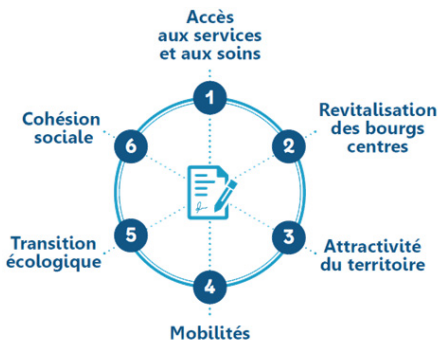 Accès
aux services
et aux soins
1
Revitalisation
des bourgs
centres
2
Attractivité
du territoire
3
Mobilités
4
Transition
écologique
5
Cohésion
sociale
6